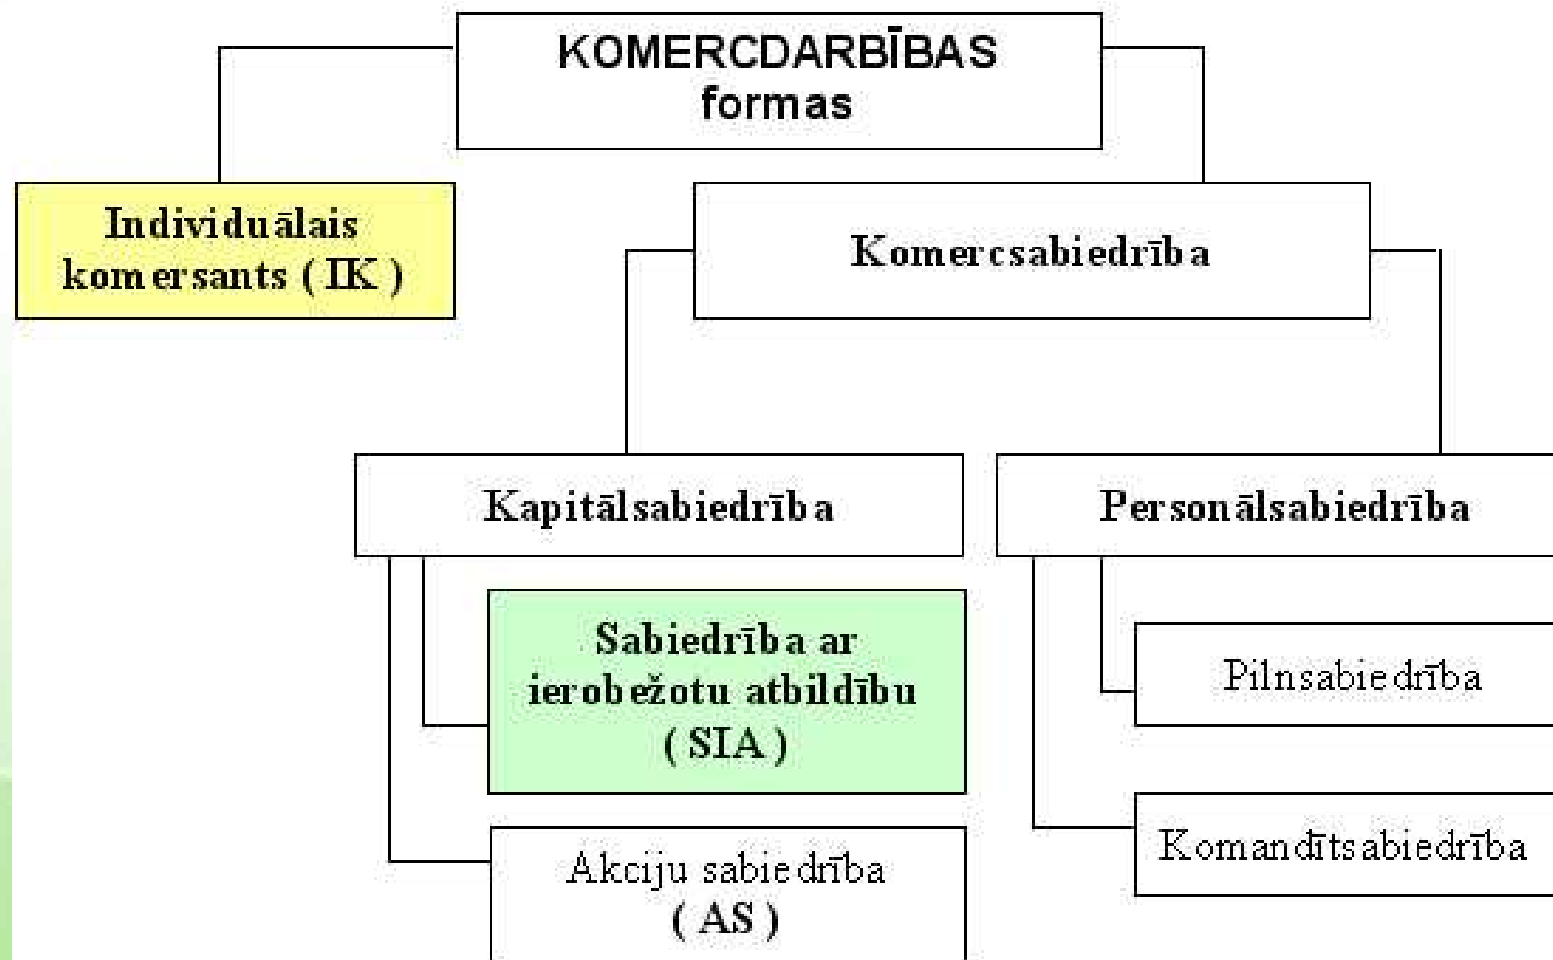 KOMERCDARBĪBAS
formas
Individuālais
komersants ( IK )
Komercsabiedrība
Kapitālsabiedrība
Personālsabiedrība
Sabiedrība ar
ierobežotu atbildību
( SIA )
Pilnsabiedrība
Akciju sabiedrība
( AS )
Komandītsabiedrība